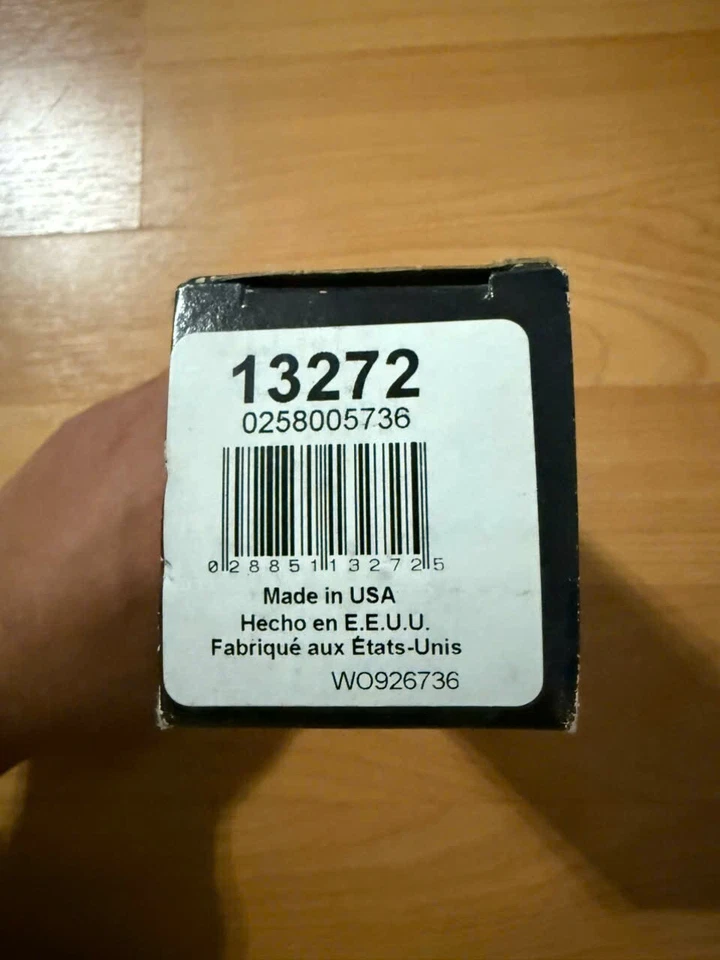 13272
0258005736
0 28851 13272 5
Made in USA
Hecho en E.E.U.U.
Fabriqué aux États-Unis
WO926736